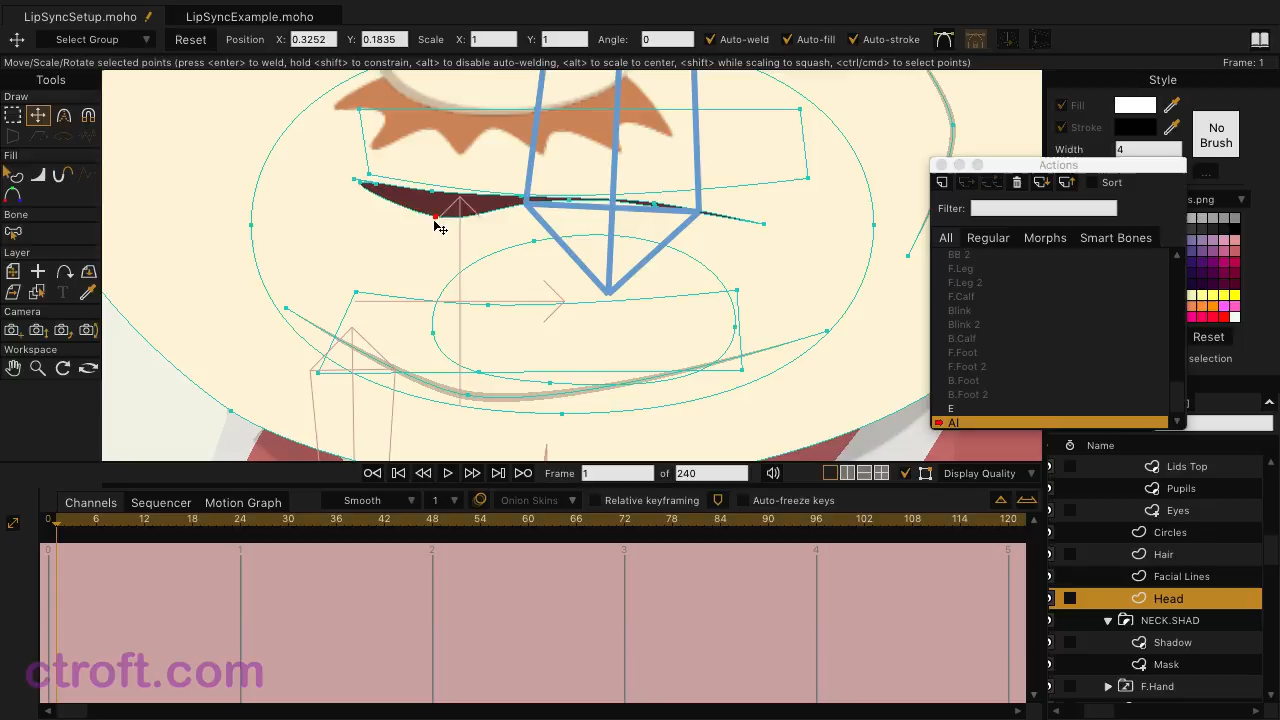 LipSyncSetup.moho
LipSyncExample.moho
Select Group
Reset
Position X: 0.3252 Y: 0.1835 Scale X: 1 Y: 1 Angle: 0 Auto-weld Auto-fill Auto-stroke
Move/Scale/Rotate selected points (press <enter> to weld, hold <shift> to constrain, <alt> to disable auto-welding, <alt> to scale to center, <shift> while scaling to squash, <ctrl/cmd> to select points)
Frame: 1
Tools
Draw
Fill
Bone
Layer
Camera
Workspace
Style
Fill
Stroke
No
Brush
Width 4
...
Actions
Sort
Filter:
All Regular Morphs Smart Bones
BB 2
F.Leg
F.Leg 2
F.Calf
Blink
Blink 2
B.Calf
F.Foot
F.Foot 2
B.Foot
B.Foot 2
E
AI
Reset
Name
Lids Top
Pupils
Eyes
Circles
Hair
Facial Lines
Head
NECK.SHAD
Shadow
Mask
F.Hand
Frame 1 of 240
Display Quality
Channels Sequencer Motion Graph
Smooth 1 Onion Skins Relative keyframing Auto-freeze keys
0 6 12 18 24 30 36 42 48 54 60 66 72 78 84 90 96 102 108 114 120
0 1 2 3 4 5
ctroft.com